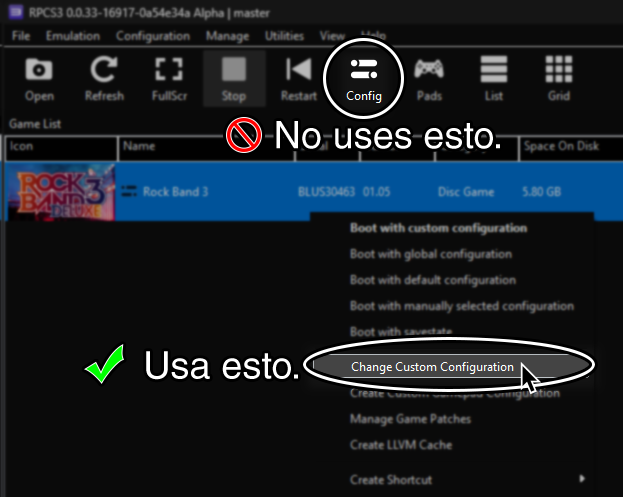 RPCS3 0.0.33-16917-0a54e34a Alpha | master
File Emulation Configuration Manage Utilities View Help
Open Refresh FullScr Stop Restart Config Pads List Grid
Game List
No uses esto.
Icon Name Space On Disk
ROCK BAND 3 DELUXE Rock Band 3 BLUS30463 01.05 Disc Game 5.80 GB
Boot with custom configuration
Boot with global configuration
Boot with default configuration
Boot with manually selected configuration
Boot with savestate
Usa esto. Change Custom Configuration
Create Custom Gamepad Configuration
Manage Game Patches
Create LLVM Cache
Create Shortcut